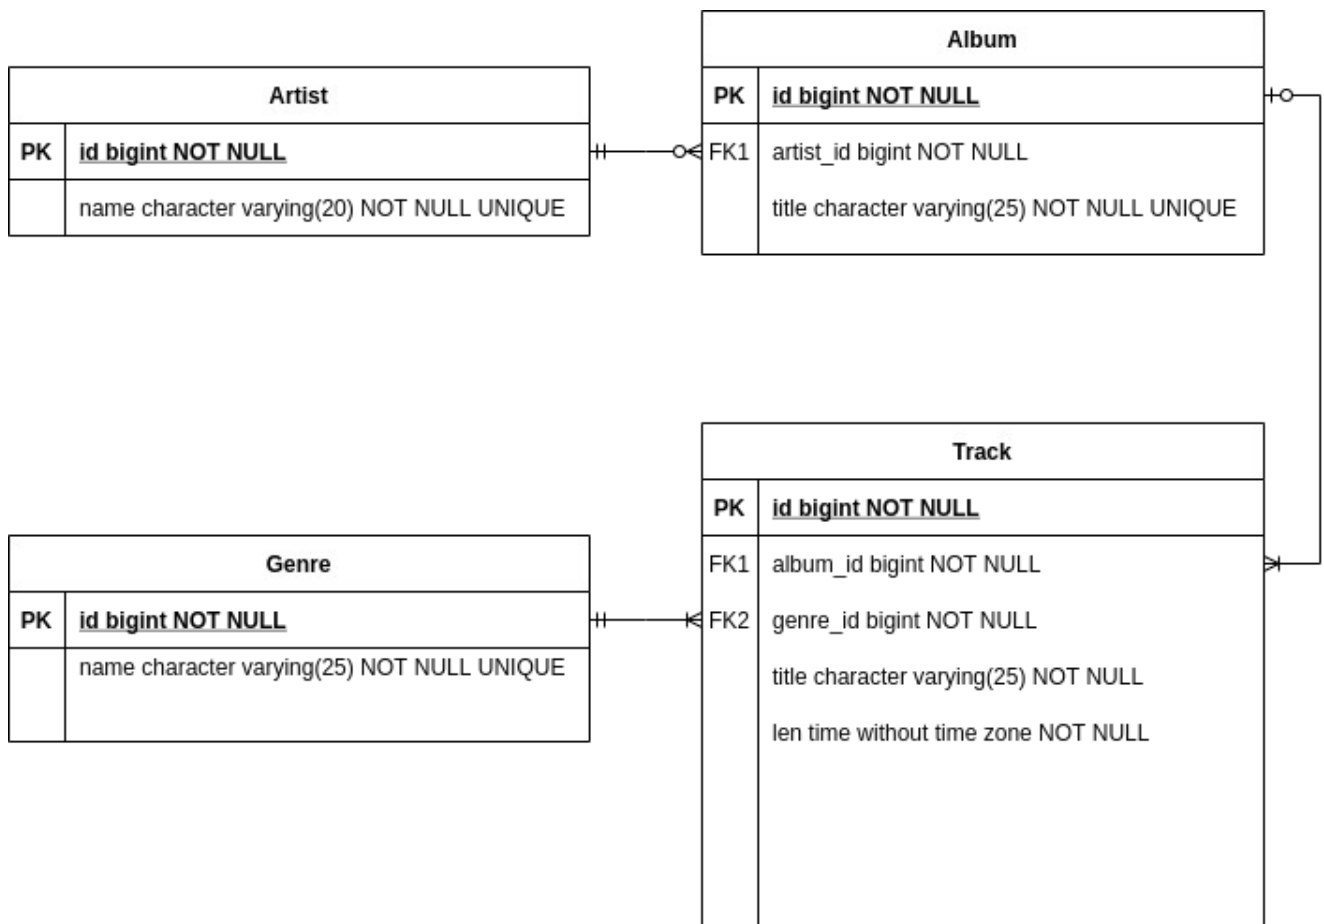 Artist
PK id bigint NOT NULL
name character varying(20) NOT NULL UNIQUE
Album
PK id bigint NOT NULL
FK1 artist_id bigint NOT NULL
title character varying(25) NOT NULL UNIQUE
Genre
PK id bigint NOT NULL
name character varying(25) NOT NULL UNIQUE
Track
PK id bigint NOT NULL
FK1 album_id bigint NOT NULL
FK2 genre_id bigint NOT NULL
title character varying(25) NOT NULL
len time without time zone NOT NULL